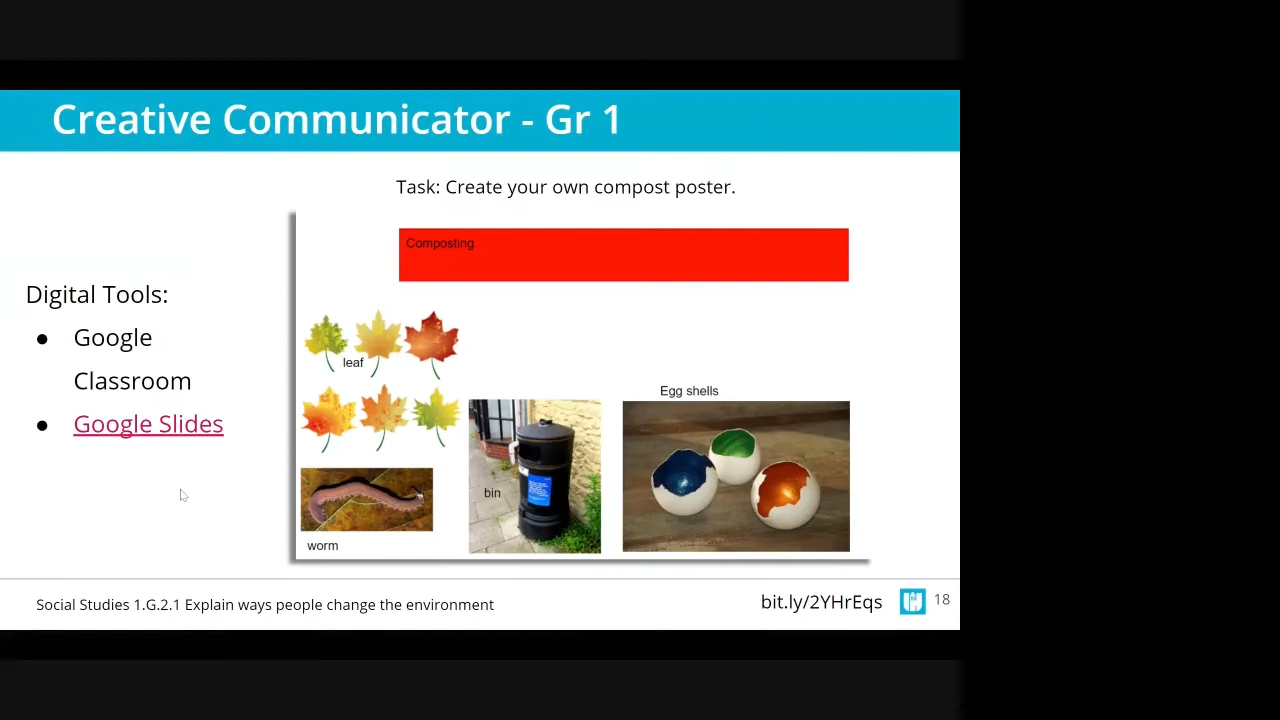 Creative Communicator - Gr 1
Task: Create your own compost poster.
Composting
Digital Tools:
● Google
Classroom
● Google Slides
leaf
Egg shells
bin
worm
Social Studies 1.G.2.1 Explain ways people change the environment
bit.ly/2YHrEqs
18